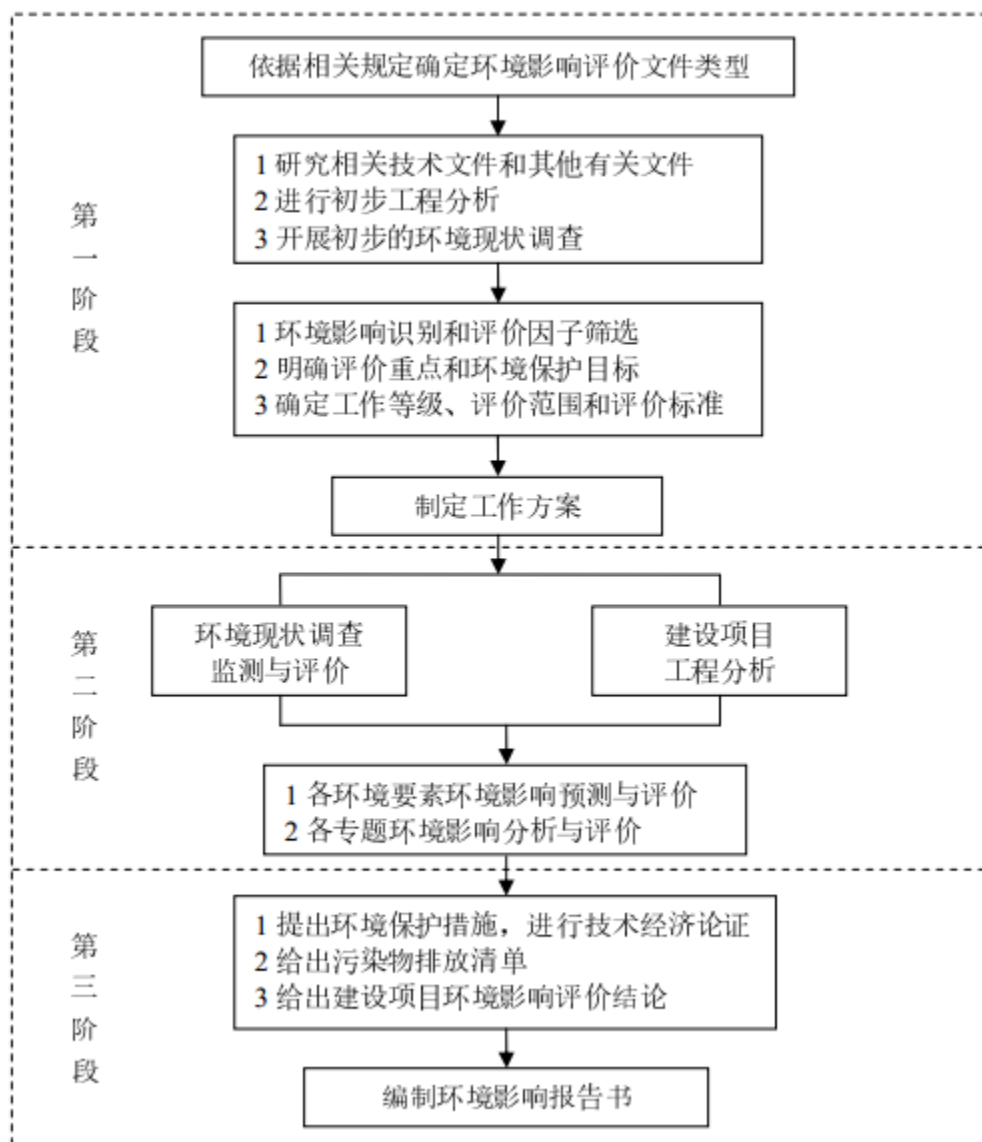 依据相关规定确定环境影响评价文件类型
1 研究相关技术文件和其他有关文件
2 进行初步工程分析
3 开展初步的环境现状调查
第一阶段
1 环境影响识别和评价因子筛选
2 明确评价重点和环境保护目标
3 确定工作等级、评价范围和评价标准
制定工作方案
第二阶段
环境现状调查
监测与评价
建设项目
工程分析
1 各环境要素环境影响预测与评价
2 各专题环境影响分析与评价
第三阶段
1 提出环境保护措施，进行技术经济论证
2 给出污染物排放清单
3 给出建设项目环境影响评价结论
编制环境影响报告书